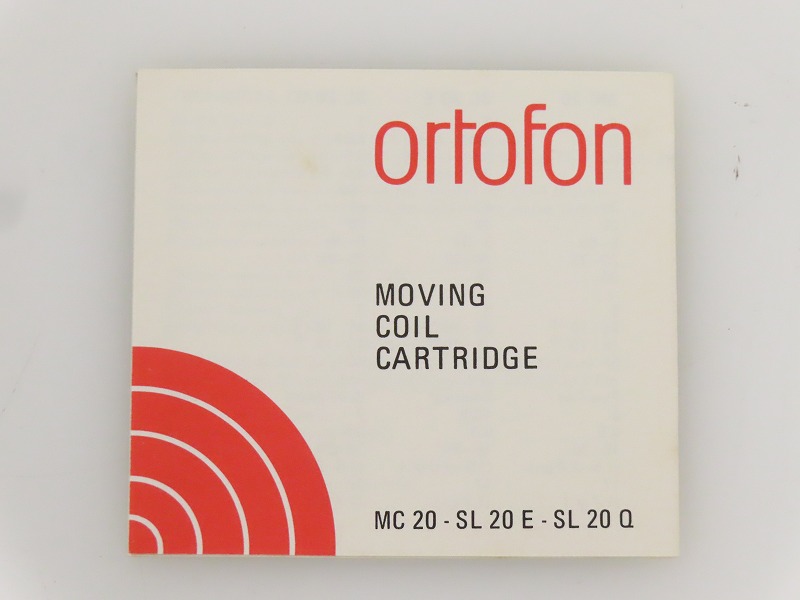 ortofon
MOVING
COIL
CARTRIDGE
MC 20 - SL 20 E - SL 20 Q